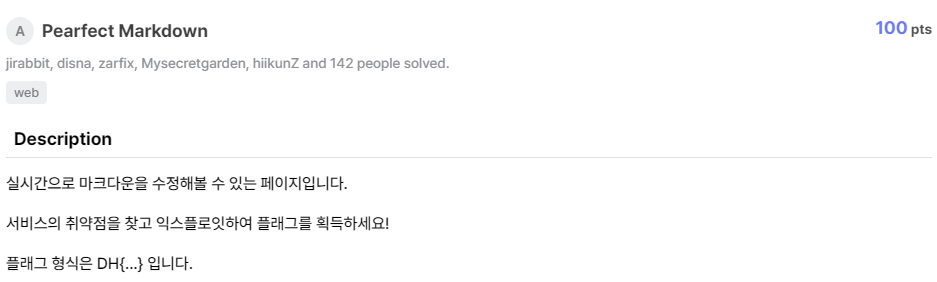 A Pearfect Markdown 100 pts
jirabbit, disna, zarfix, Mysecretgarden, hiikunZ and 142 people solved.
web
Description
실시간으로 마크다운을 수정해볼 수 있는 페이지입니다.
서비스의 취약점을 찾고 익스플로잇하여 플래그를 획득하세요!
플래그 형식은 DH{...} 입니다.